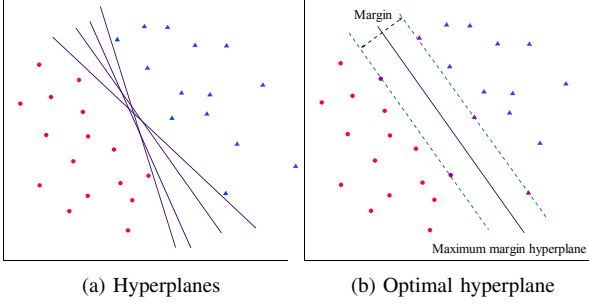 Margin
Maximum margin hyperplane
(a) Hyperplanes
(b) Optimal hyperplane